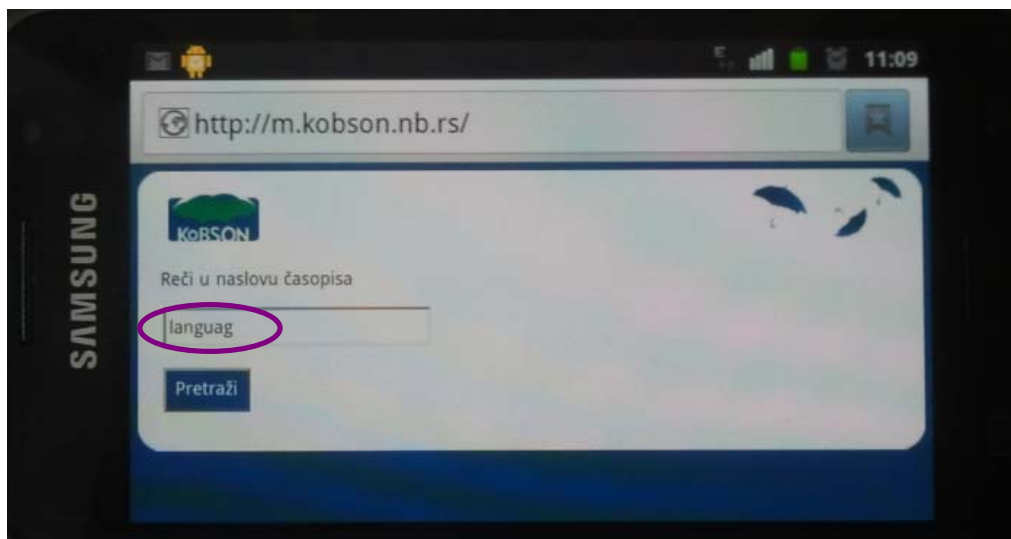 SAMSUNG
E
11:09
http://m.kobson.nb.rs/
KoBSON
Reči u naslovu časopisa
languag
Pretraži